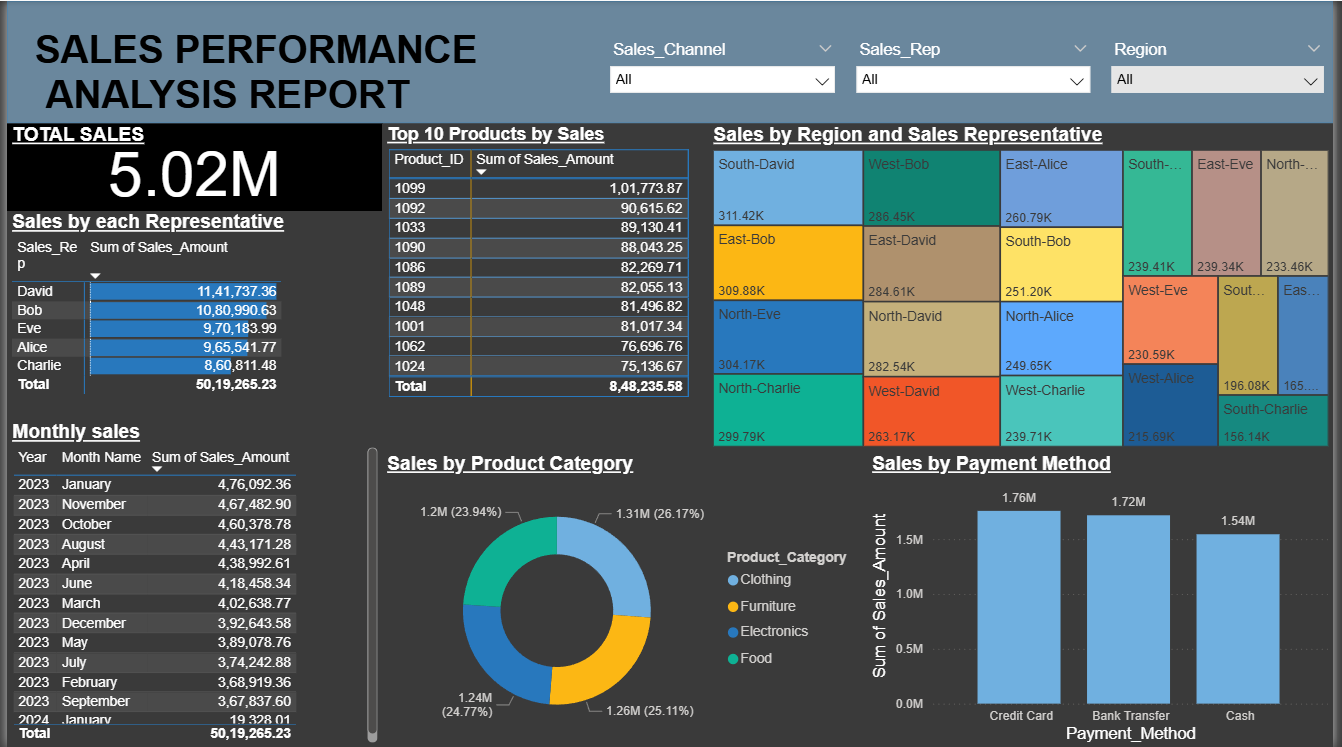 SALES PERFORMANCE
ANALYSIS REPORT
Sales_Channel
All
Sales_Rep
All
Region
All
TOTAL SALES
5.02M
Sales by each Representative
Sales_Re
p
Sum of Sales_Amount
David 11,41,737.36
Bob 10,80,990.63
Eve 9,70,183.99
Alice 9,65,541.77
Charlie 8,60,811.48
Total 50,19,265.23
Monthly sales
Year Month Name Sum of Sales_Amount
2023 January 4,76,092.36
2023 November 4,67,482.90
2023 October 4,60,378.78
2023 August 4,43,171.28
2023 April 4,38,992.61
2023 June 4,18,458.34
2023 March 4,02,638.77
2023 December 3,92,643.58
2023 May 3,89,078.76
2023 July 3,74,242.88
2023 February 3,68,919.36
2023 September 3,67,837.60
2024 January 19,328.01
Total 50,19,265.23
Top 10 Products by Sales
Product_ID Sum of Sales_Amount
1099 1,01,773.87
1092 90,615.62
1033 89,130.41
1090 88,043.25
1086 82,269.71
1089 82,055.13
1048 81,496.82
1001 81,017.34
1062 76,696.76
1024 75,136.67
Total 8,48,235.58
Sales by Region and Sales Representative
South-David
311.42K
East-Bob
309.88K
North-Eve
304.17K
North-Charlie
299.79K
West-Bob
286.45K
East-David
284.61K
North-David
282.54K
West-David
263.17K
East-Alice
260.79K
South-Bob
251.20K
North-Alice
249.65K
West-Charlie
239.71K
South-...
239.41K
East-Eve
239.34K
North-...
233.46K
West-Eve
230.59K
West-Alice
215.69K
Sout...
196.08K
Eas...
165....
South-Charlie
156.14K
Sales by Product Category
1.2M (23.94%)
1.31M (26.17%)
1.24M
(24.77%)
1.26M (25.11%)
Product_Category
Clothing
Furniture
Electronics
Food
Sales by Payment Method
Sum of Sales_Amount
1.5M
1.0M
0.5M
0.0M
1.76M
1.72M
1.54M
Credit Card
Bank Transfer
Cash
Payment_Method